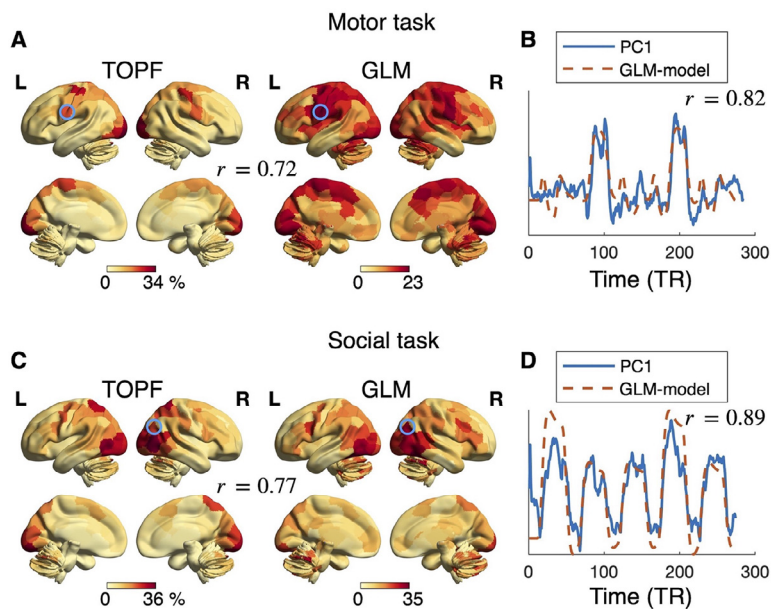 Motor task
A
TOPF
GLM
L
R
L
R
r = 0.72
0
34 %
0
23
B
PC1
GLM-model
r = 0.82
0
100
200
300
Time (TR)
Social task
C
TOPF
GLM
L
R
L
R
r = 0.77
0
36 %
0
35
D
PC1
GLM-model
r = 0.89
0
100
200
300
Time (TR)